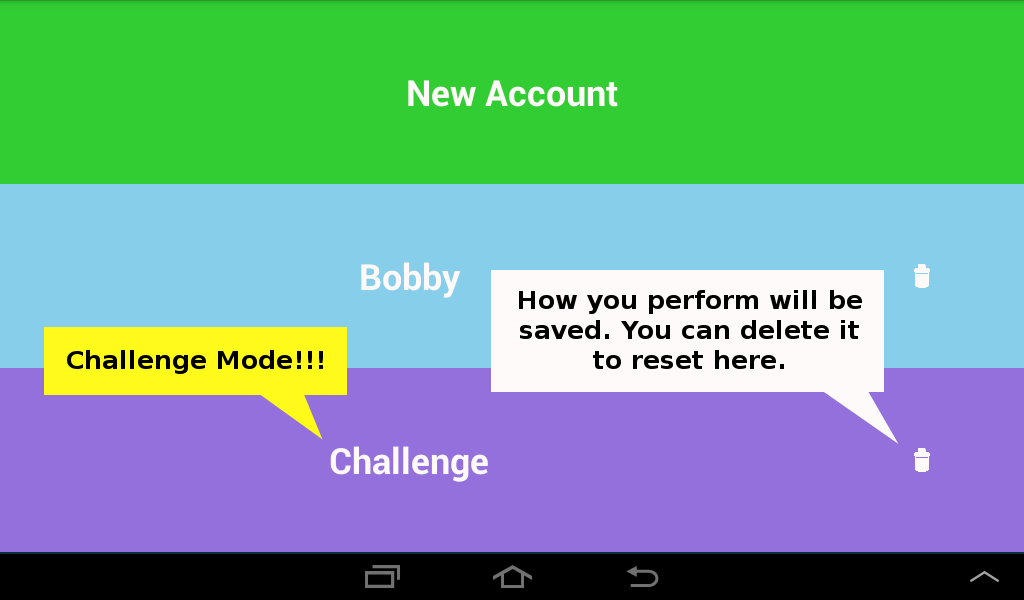 New Account
Bobby
How you perform will be
saved. You can delete it
to reset here.
Challenge Mode!!!
Challenge